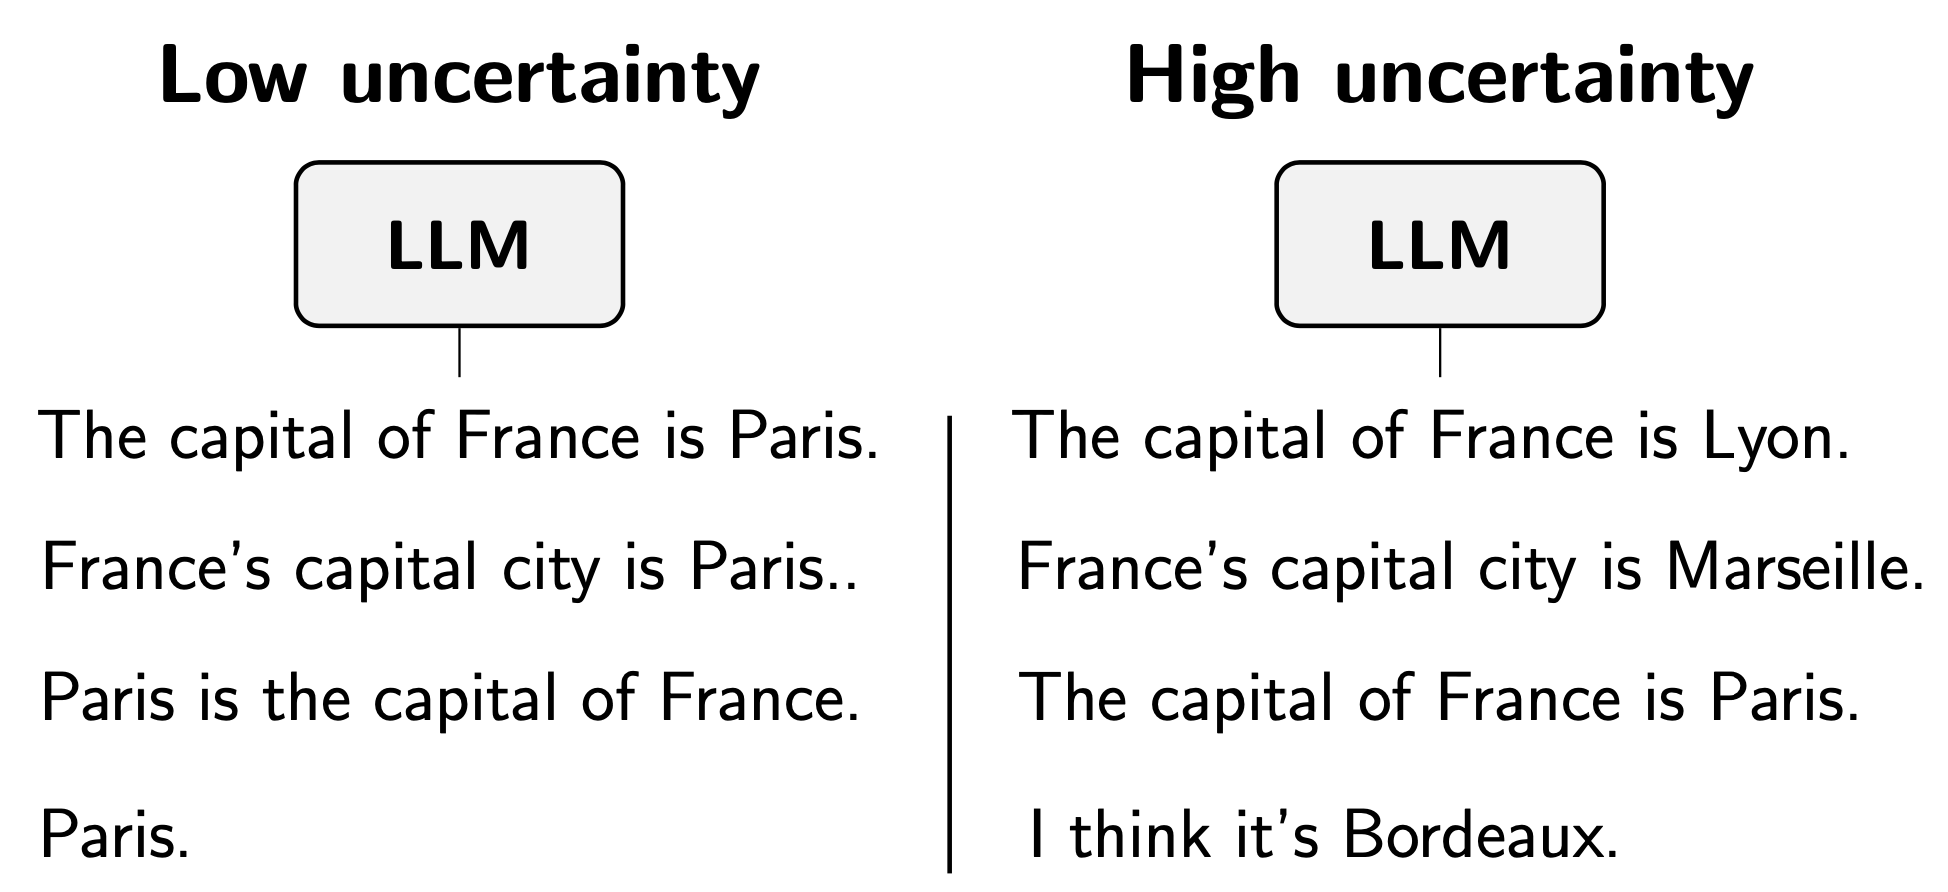 Low uncertainty
LLM
The capital of France is Paris.
France's capital city is Paris..
Paris is the capital of France.
Paris.
High uncertainty
LLM
The capital of France is Lyon.
France's capital city is Marseille.
The capital of France is Paris.
I think it's Bordeaux.